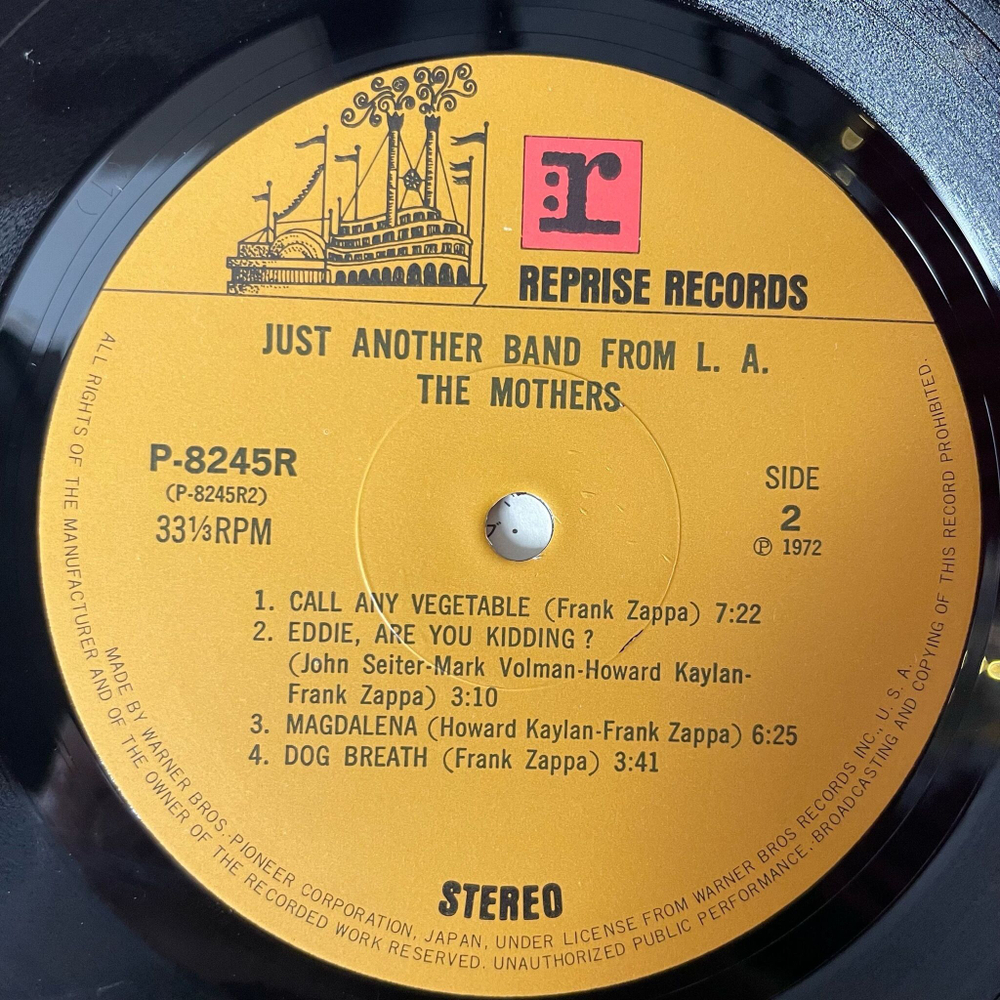 r
REPRISE RECORDS
JUST ANOTHER BAND FROM L. A.
THE MOTHERS
P-8245R
(P-8245R2)
33⅓RPM
SIDE
2
℗ 1972
1. CALL ANY VEGETABLE (Frank Zappa) 7:22
2. EDDIE, ARE YOU KIDDING ?
(John Seiter-Mark Volman-Howard Kaylan-
Frank Zappa) 3:10
3. MAGDALENA (Howard Kaylan-Frank Zappa) 6:25
4. DOG BREATH (Frank Zappa) 3:41
STEREO
MADE BY WARNER BROS.·PIONEER CORPORATION, JAPAN, UNDER LICENSE FROM WARNER BROS RECORDS INC., U. S. A.
ALL RIGHTS OF THE MANUFACTURER AND OF THE OWNER OF THE RECORDED WORK RESERVED. UNAUTHORIZED PUBLIC PERFORMANCE·BROADCASTING AND COPYING OF THIS RECORD PROHIBITED.